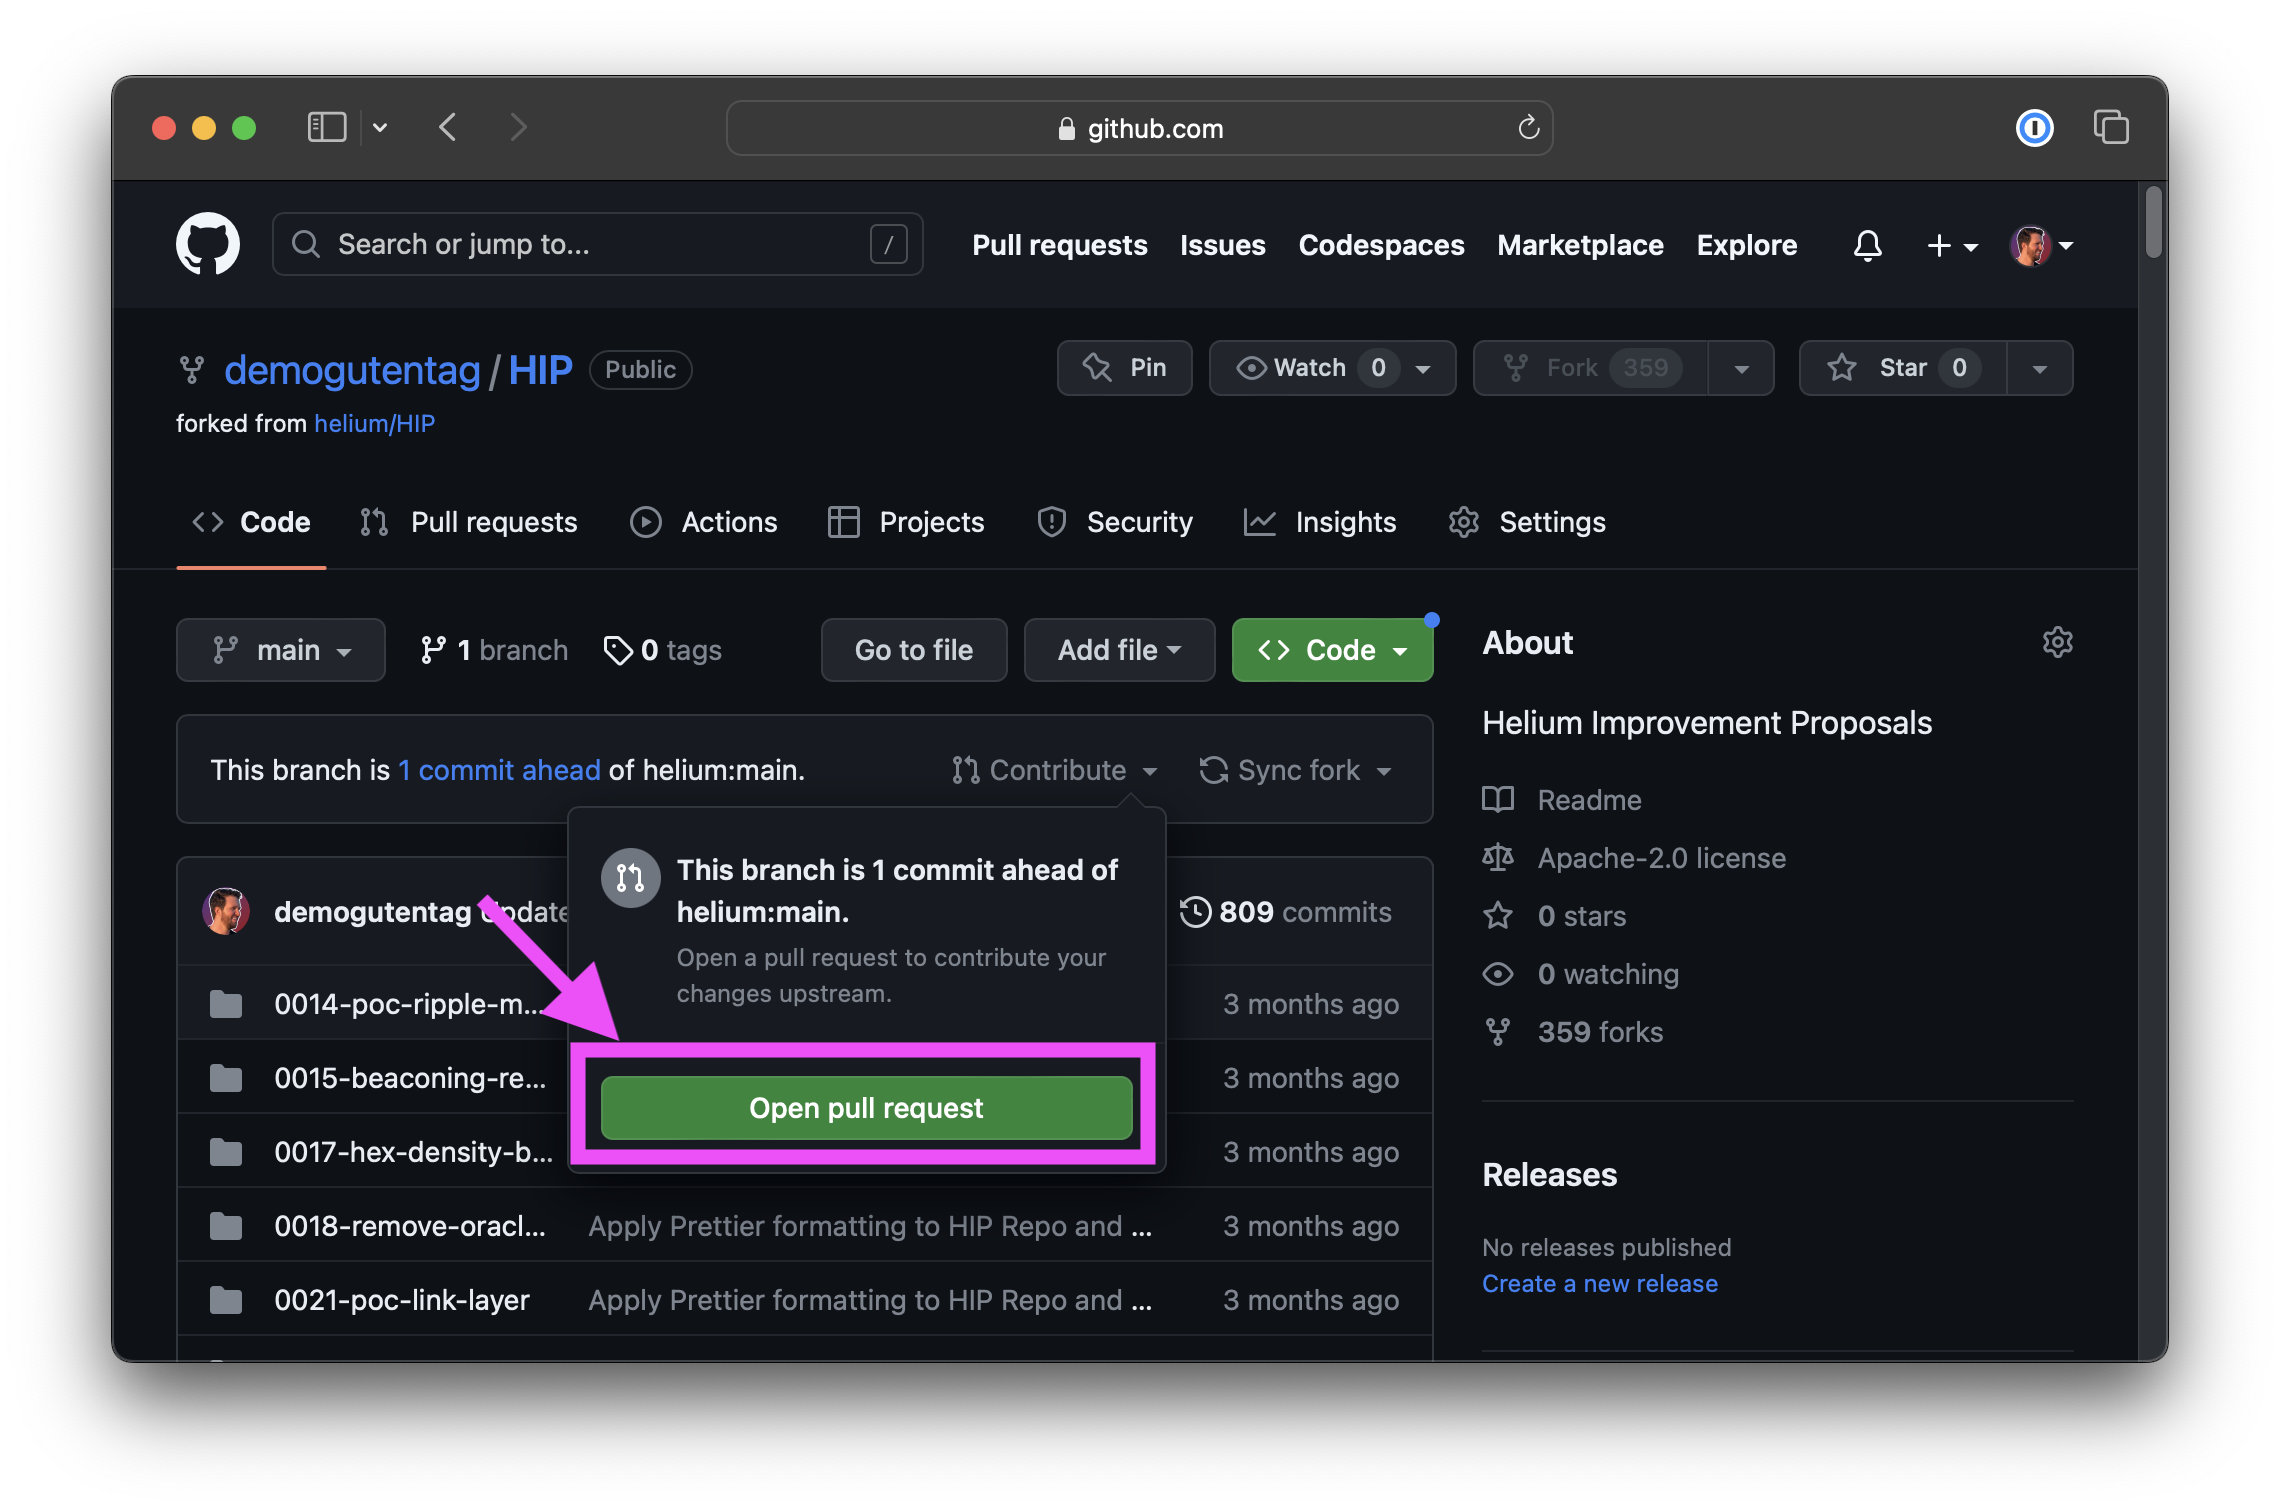 github.com
Search or jump to... /
Pull requests Issues Codespaces Marketplace Explore
demogutentag / HIP Public
Pin Watch 0 Fork 359 Star 0
forked from helium/HIP
Code Pull requests Actions Projects Security Insights Settings
main 1 branch 0 tags Go to file Add file Code
This branch is 1 commit ahead of helium:main. Contribute Sync fork
This branch is 1 commit ahead of
helium:main.
Open a pull request to contribute your
changes upstream.
Open pull request
demogutentag 809 commits
0014-poc-ripple-m... 3 months ago
0015-beaconing-re... 3 months ago
0017-hex-density-b... 3 months ago
0018-remove-oracl... Apply Prettier formatting to HIP Repo and ... 3 months ago
0021-poc-link-layer Apply Prettier formatting to HIP Repo and ... 3 months ago
About
Helium Improvement Proposals
Readme
Apache-2.0 license
0 stars
0 watching
359 forks
Releases
No releases published
Create a new release